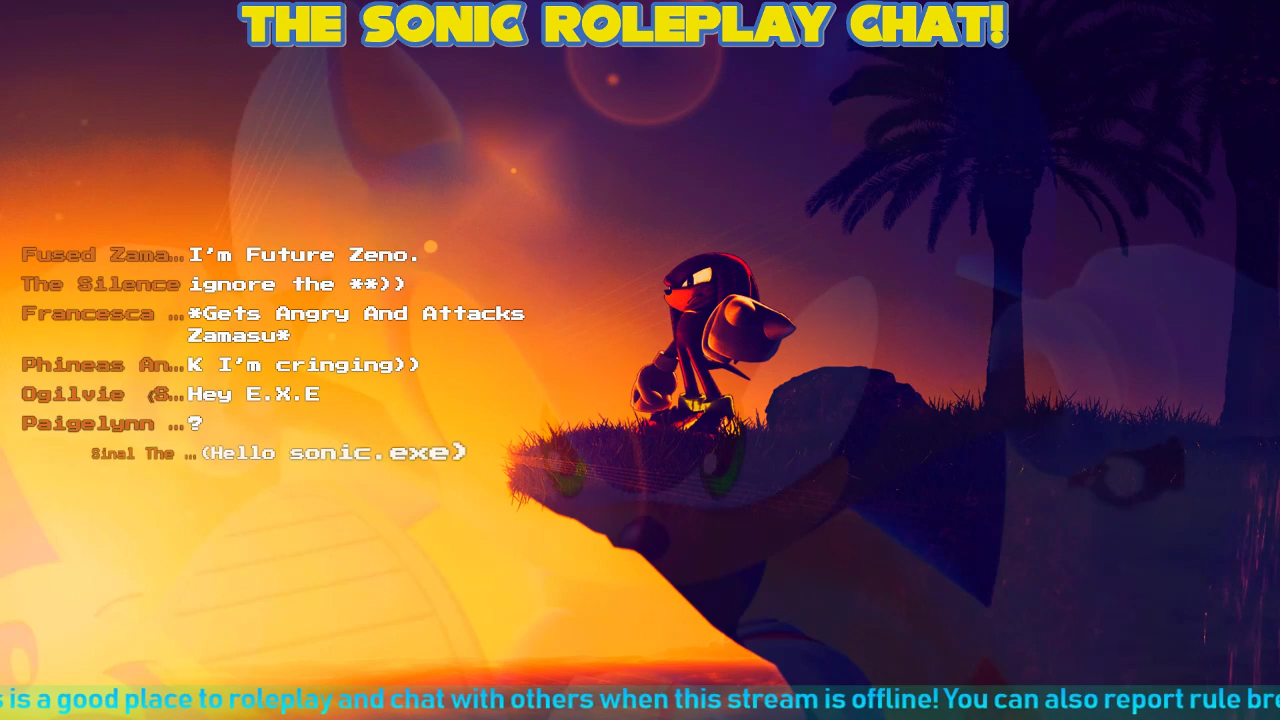 THE SONIC ROLEPLAY CHAT!
Fused Zama... I'm Future Zeno.
The Silence ignore the **))
Francesca ... *Gets Angry And Attacks
Zamasu*
Phineas An... K I'm cringing))
Ogilvie (S... Hey E.X.E
Paigelynn ... ?
Sinal The ... (Hello sonic.exe)
s is a good place to roleplay and chat with others when this stream is offline! You can also report rule bre